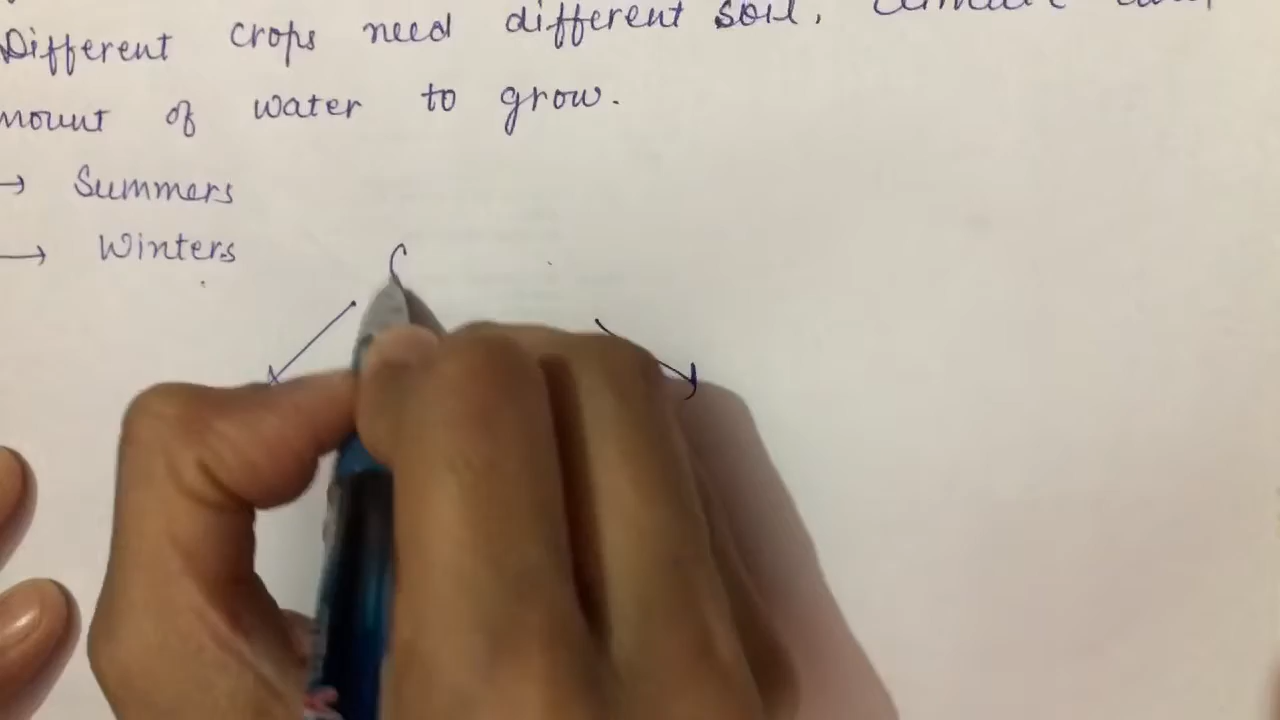 Different crops need different soil,
mount of water to grow.
→ Summers
→ Winters
C